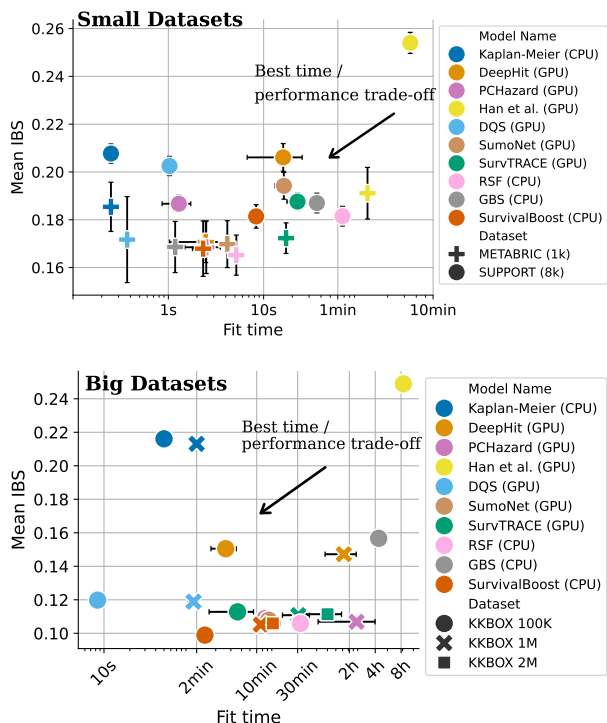 Small Datasets
0.26
0.24
0.22
0.20
0.18
0.16
Mean IBS
Best time /
performance trade-off
1s
10s
1min
10min
Fit time
Model Name
Kaplan-Meier (CPU)
DeepHit (GPU)
PCHazard (GPU)
Han et al. (GPU)
DQS (GPU)
SumoNet (GPU)
SurvTRACE (GPU)
RSF (CPU)
GBS (CPU)
SurvivalBoost (CPU)
Dataset
METABRIC (1k)
SUPPORT (8k)
Big Datasets
0.24
0.22
0.20
0.18
0.16
0.14
0.12
0.10
Mean IBS
Best time /
performance trade-off
10s
2min
10min
30min
2h
4h
8h
Fit time
Model Name
Kaplan-Meier (CPU)
DeepHit (GPU)
PCHazard (GPU)
Han et al. (GPU)
DQS (GPU)
SumoNet (GPU)
SurvTRACE (GPU)
RSF (CPU)
GBS (CPU)
SurvivalBoost (CPU)
Dataset
KKBOX 100K
KKBOX 1M
KKBOX 2M